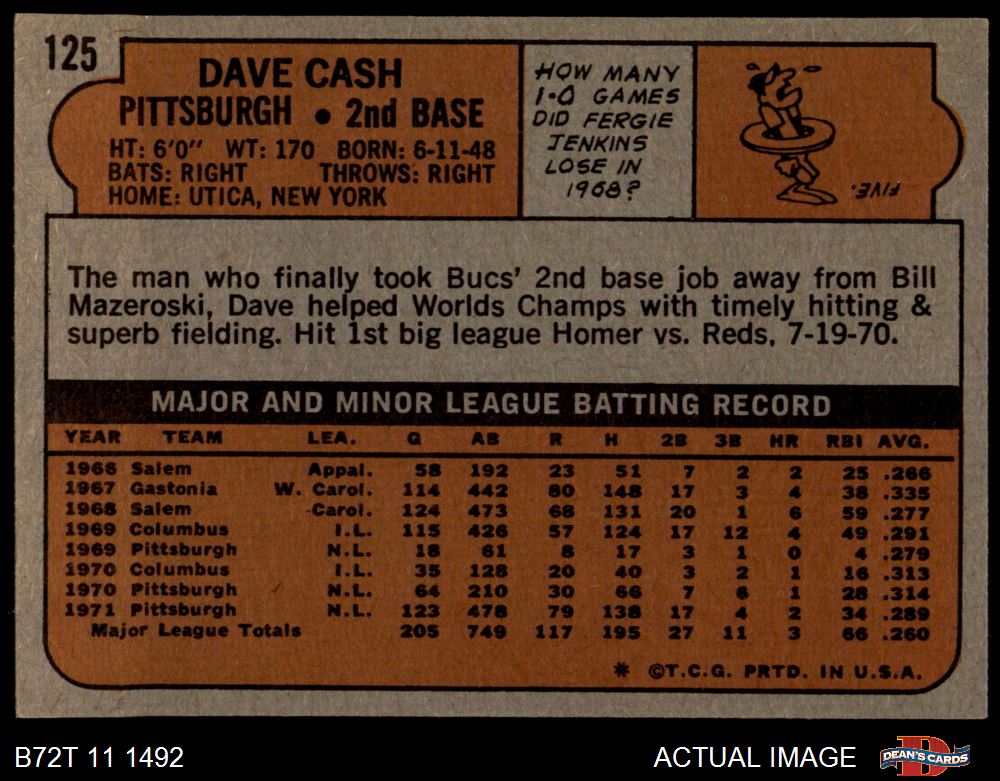 125
DAVE CASH
PITTSBURGH • 2nd BASE
HT: 6'0" WT: 170 BORN: 6-11-48
BATS: RIGHT THROWS: RIGHT
HOME: UTICA, NEW YORK
HOW MANY
1-0 GAMES
DID FERGIE
JENKINS
LOSE IN
1968?
FIVE.
The man who finally took Bucs' 2nd base job away from Bill
Mazeroski, Dave helped Worlds Champs with timely hitting &
superb fielding. Hit 1st big league Homer vs. Reds, 7-19-70.
MAJOR AND MINOR LEAGUE BATTING RECORD
YEAR TEAM LEA. G AB R H 2B 3B HR RBI AVG.
1966 Salem Appal. 58 192 23 51 7 2 2 25 .266
1967 Gastonia W. Carol. 114 442 80 148 17 3 4 38 .335
1968 Salem Carol. 124 473 68 131 20 1 6 59 .277
1969 Columbus I.L. 115 426 57 124 17 12 4 49 .291
1969 Pittsburgh N.L. 18 61 8 17 3 1 0 4 .279
1970 Columbus I.L. 35 128 20 40 3 2 1 16 .313
1970 Pittsburgh N.L. 64 210 30 66 7 6 1 28 .314
1971 Pittsburgh N.L. 123 478 79 138 17 4 2 34 .289
Major League Totals 205 749 117 195 27 11 3 66 .260
* ©T.C.G. PRTD. IN U.S.A.
B72T 11 1492 ACTUAL IMAGE DEAN'S CARDS